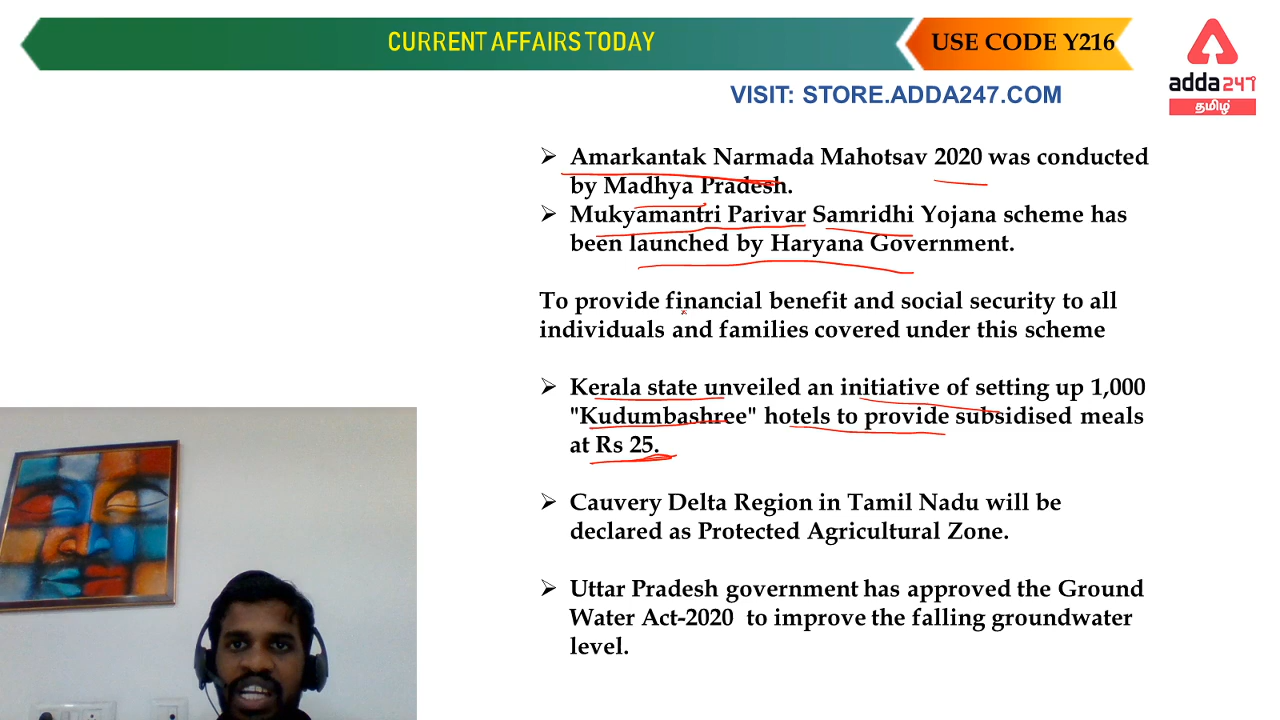 CURRENT AFFAIRS TODAY
USE CODE Y216
adda247
தமிழ்
VISIT: STORE.ADDA247.COM
➢ Amarkantak Narmada Mahotsav 2020 was conducted
by Madhya Pradesh.
➢ Mukyamantri Parivar Samridhi Yojana scheme has
been launched by Haryana Government.
To provide financial benefit and social security to all
individuals and families covered under this scheme
➢ Kerala state unveiled an initiative of setting up 1,000
"Kudumbashree" hotels to provide subsidised meals
at Rs 25.
➢ Cauvery Delta Region in Tamil Nadu will be
declared as Protected Agricultural Zone.
➢ Uttar Pradesh government has approved the Ground
Water Act-2020 to improve the falling groundwater
level.